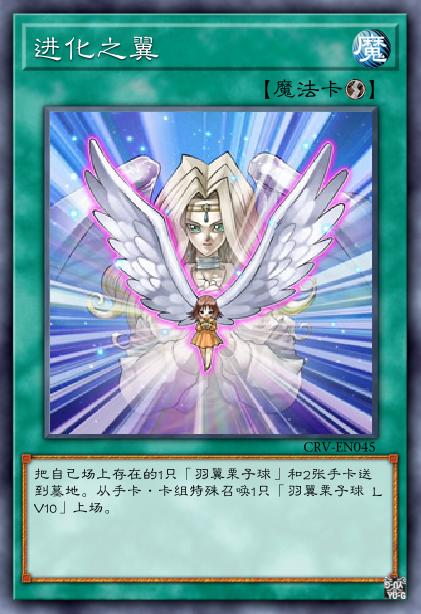 进化之翼
魔
【魔法卡】
CRV-EN045
把自己场上存在的1只「羽翼栗子球」和2张手卡送
到墓地。从手卡·卡组特殊召唤1只「羽翼栗子球 L
V10」上场。